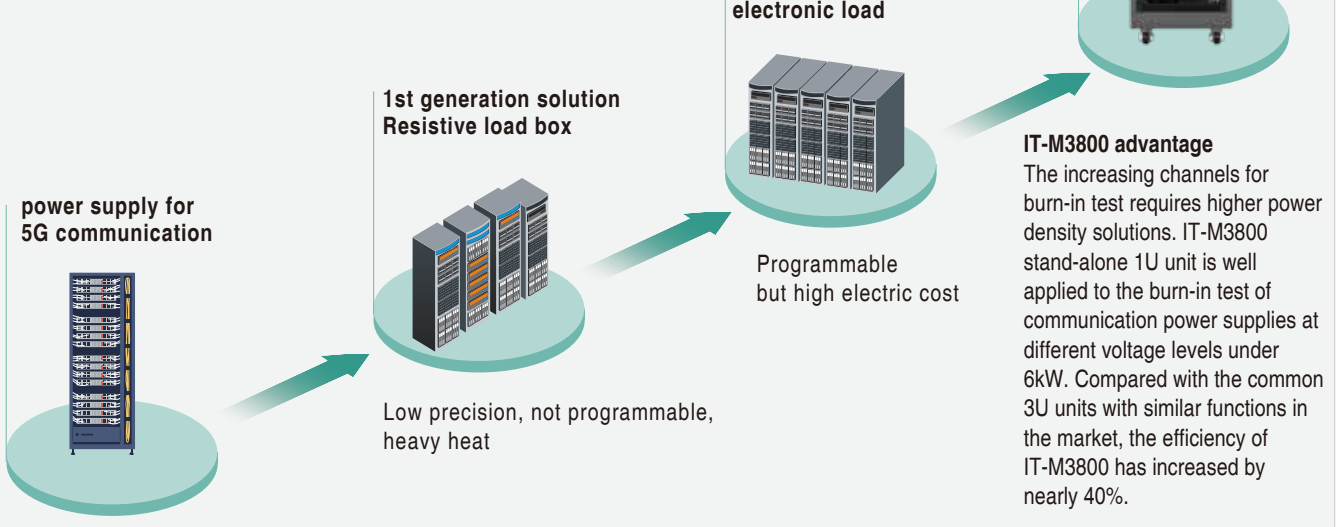 power supply for
5G communication
1st generation solution
Resistive load box
Low precision, not programmable,
heavy heat
electronic load
Programmable
but high electric cost
IT-M3800 advantage
The increasing channels for
burn-in test requires higher power
density solutions. IT-M3800
stand-alone 1U unit is well
applied to the burn-in test of
communication power supplies at
different voltage levels under
6kW. Compared with the common
3U units with similar functions in
the market, the efficiency of
IT-M3800 has increased by
nearly 40%.